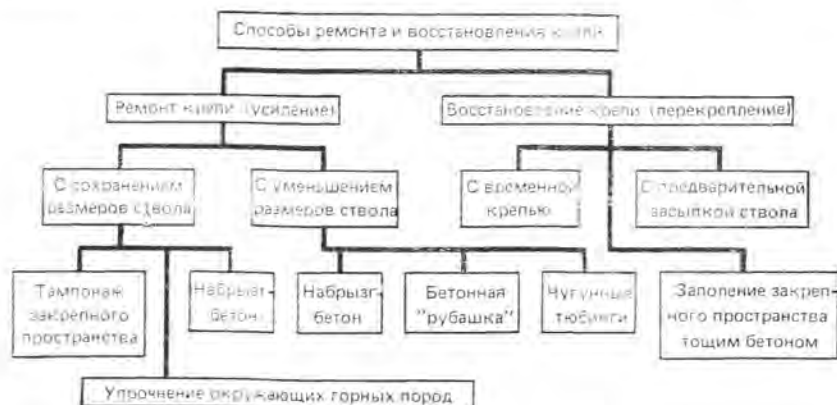 Способы ремонта и восстановления крепи
Ремонт крепи (усиление)
Восстановление крепи (перекрепление)
С сохранением
размеров ствола
С уменьшением
размеров ствола
С временной
крепью
С предварительной
засыпкой ствола
Тампонаж
закрепного
пространства
Набрызг-
бетон
Набрызг-
бетон
Бетонная
"рубашка"
Чугунные
тюбинги
Заполение закреп-
ного пространства
тощим бетоном
Упрочнение окружающих горных пород